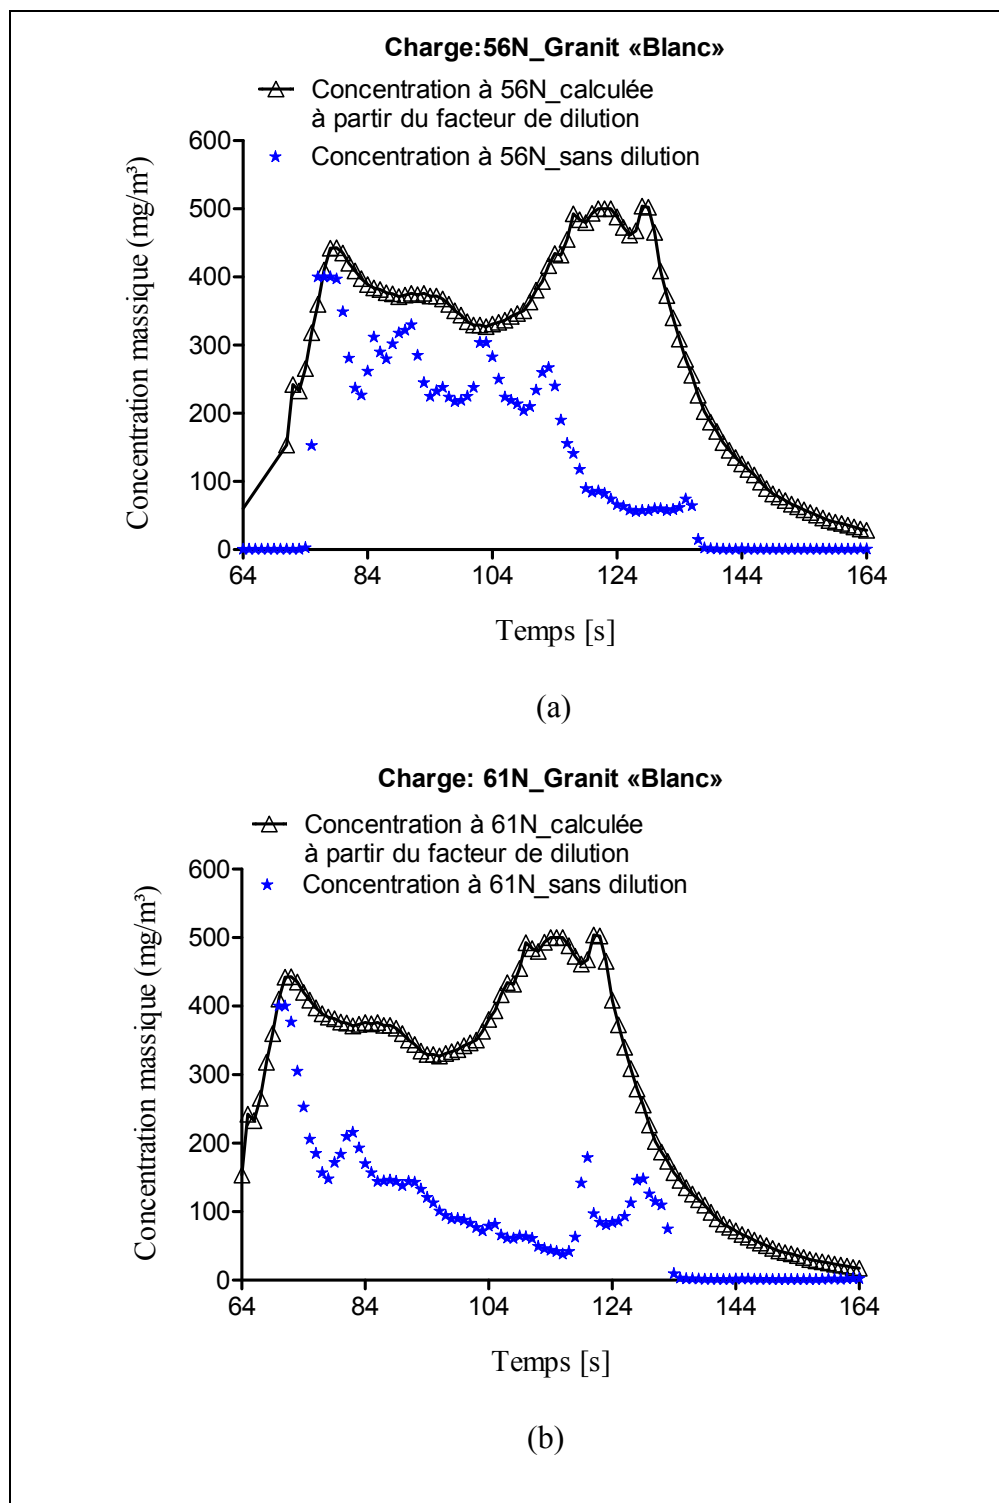 Charge:56N_Granit «Blanc»
Concentration à 56N_calculée
à partir du facteur de dilution
Concentration à 56N_sans dilution
Concentration massique (mg/m³)
600
500
400
300
200
100
0
64 84 104 124 144 164
Temps [s]
(a)
Charge: 61N_Granit «Blanc»
Concentration à 61N_calculée
à partir du facteur de dilution
Concentration à 61N_sans dilution
Concentration massique (mg/m³)
600
500
400
300
200
100
0
64 84 104 124 144 164
Temps [s]
(b)